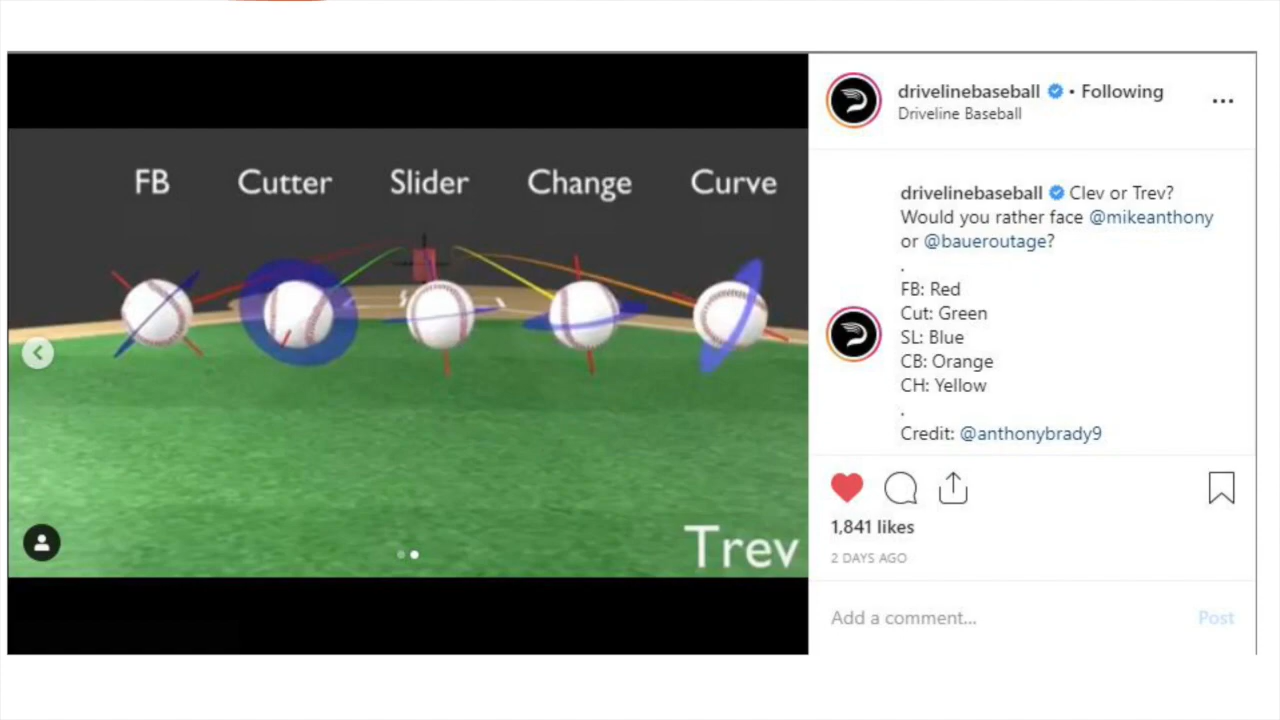 FB Cutter Slider Change Curve
Trev
drivelinebaseball • Following
Driveline Baseball
drivelinebaseball Clev or Trev?
Would you rather face @mikeanthony
or @baueroutage?
.
FB: Red
Cut: Green
SL: Blue
CB: Orange
CH: Yellow
.
Credit: @anthonybrady9
1,841 likes
2 DAYS AGO
Add a comment... Post